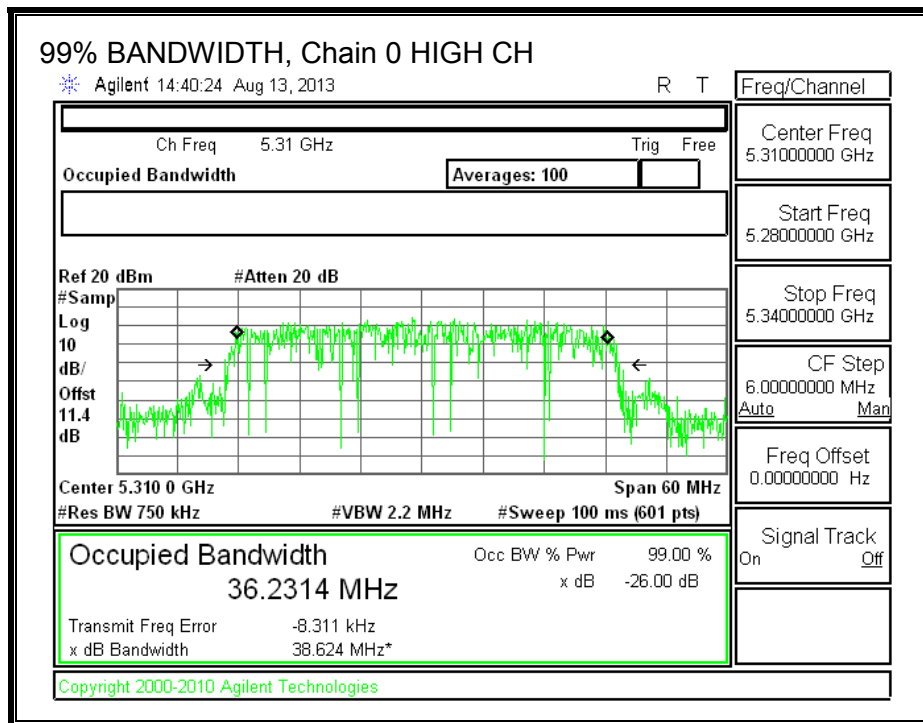 99% BANDWIDTH, Chain 0 HIGH CH
Agilent 14:40:24 Aug 13, 2013 R T
Freq/Channel
Ch Freq 5.31 GHz Trig Free
Occupied Bandwidth Averages: 100
Center Freq
5.31000000 GHz
Start Freq
5.28000000 GHz
Stop Freq
5.34000000 GHz
CF Step
6.00000000 MHz
Auto Man
Freq Offset
0.00000000 Hz
Signal Track
On Off
Ref 20 dBm #Atten 20 dB
#Samp
Log
10
dB/
Offst
11.4
dB
Center 5.310 0 GHz Span 60 MHz
#Res BW 750 kHz #VBW 2.2 MHz #Sweep 100 ms (601 pts)
Occupied Bandwidth Occ BW % Pwr 99.00 %
36.2314 MHz x dB -26.00 dB
Transmit Freq Error -8.311 kHz
x dB Bandwidth 38.624 MHz*
Copyright 2000-2010 Agilent Technologies